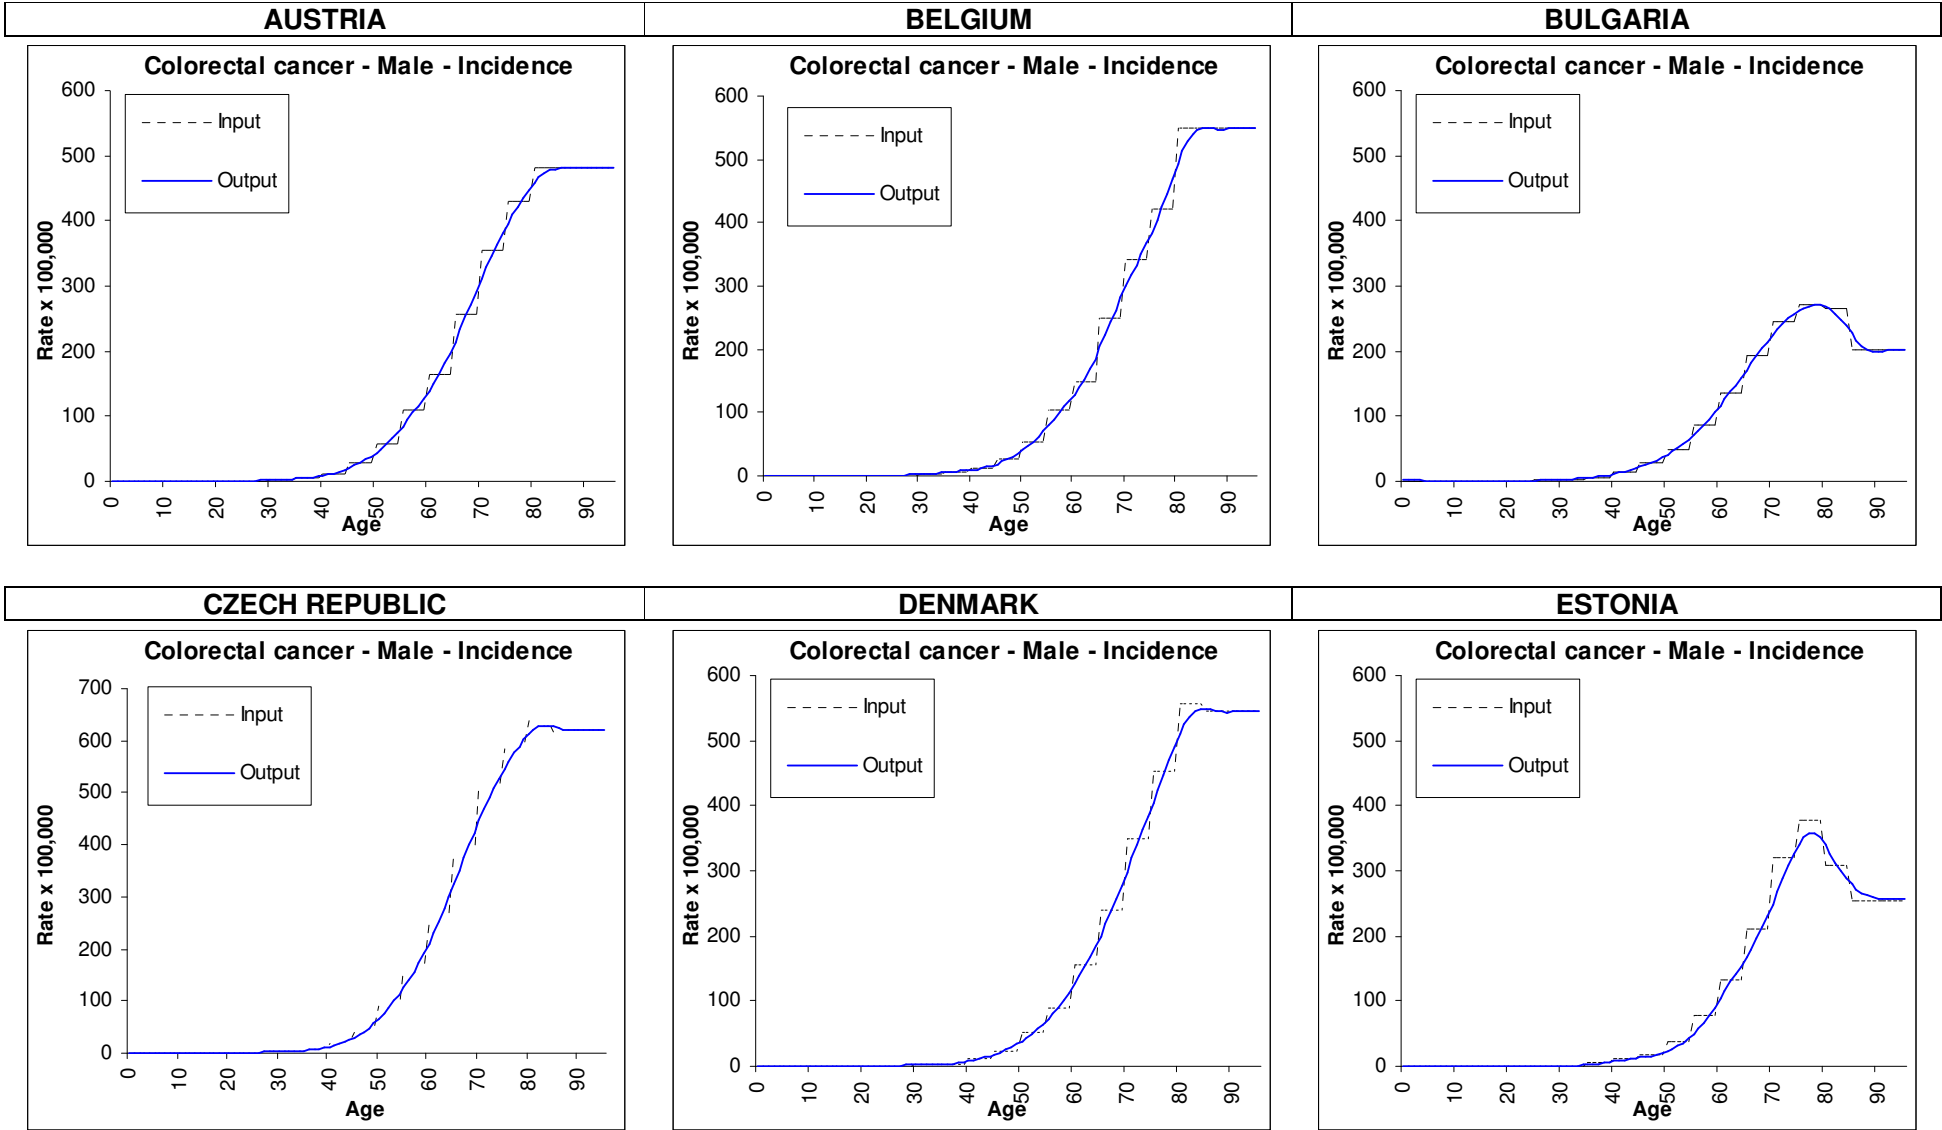 AUSTRIA
BELGIUM
BULGARIA
Colorectal cancer - Male - Incidence
600
500
400
300
200
100
0
Rate x 100,000
Input
Output
0 10 20 30 40 50 60 70 80 90
Age
Colorectal cancer - Male - Incidence
600
500
400
300
200
100
0
Rate x 100,000
Input
Output
0 10 20 30 40 50 60 70 80 90
Age
Colorectal cancer - Male - Incidence
600
500
400
300
200
100
0
Rate x 100,000
Input
Output
0 10 20 30 40 50 60 70 80 90
Age
CZECH REPUBLIC
DENMARK
ESTONIA
Colorectal cancer - Male - Incidence
700
600
500
400
300
200
100
0
Rate x 100,000
Input
Output
0 10 20 30 40 50 60 70 80 90
Age
Colorectal cancer - Male - Incidence
600
500
400
300
200
100
0
Rate x 100,000
Input
Output
0 10 20 30 40 50 60 70 80 90
Age
Colorectal cancer - Male - Incidence
600
500
400
300
200
100
0
Rate x 100,000
Input
Output
0 10 20 30 40 50 60 70 80 90
Age